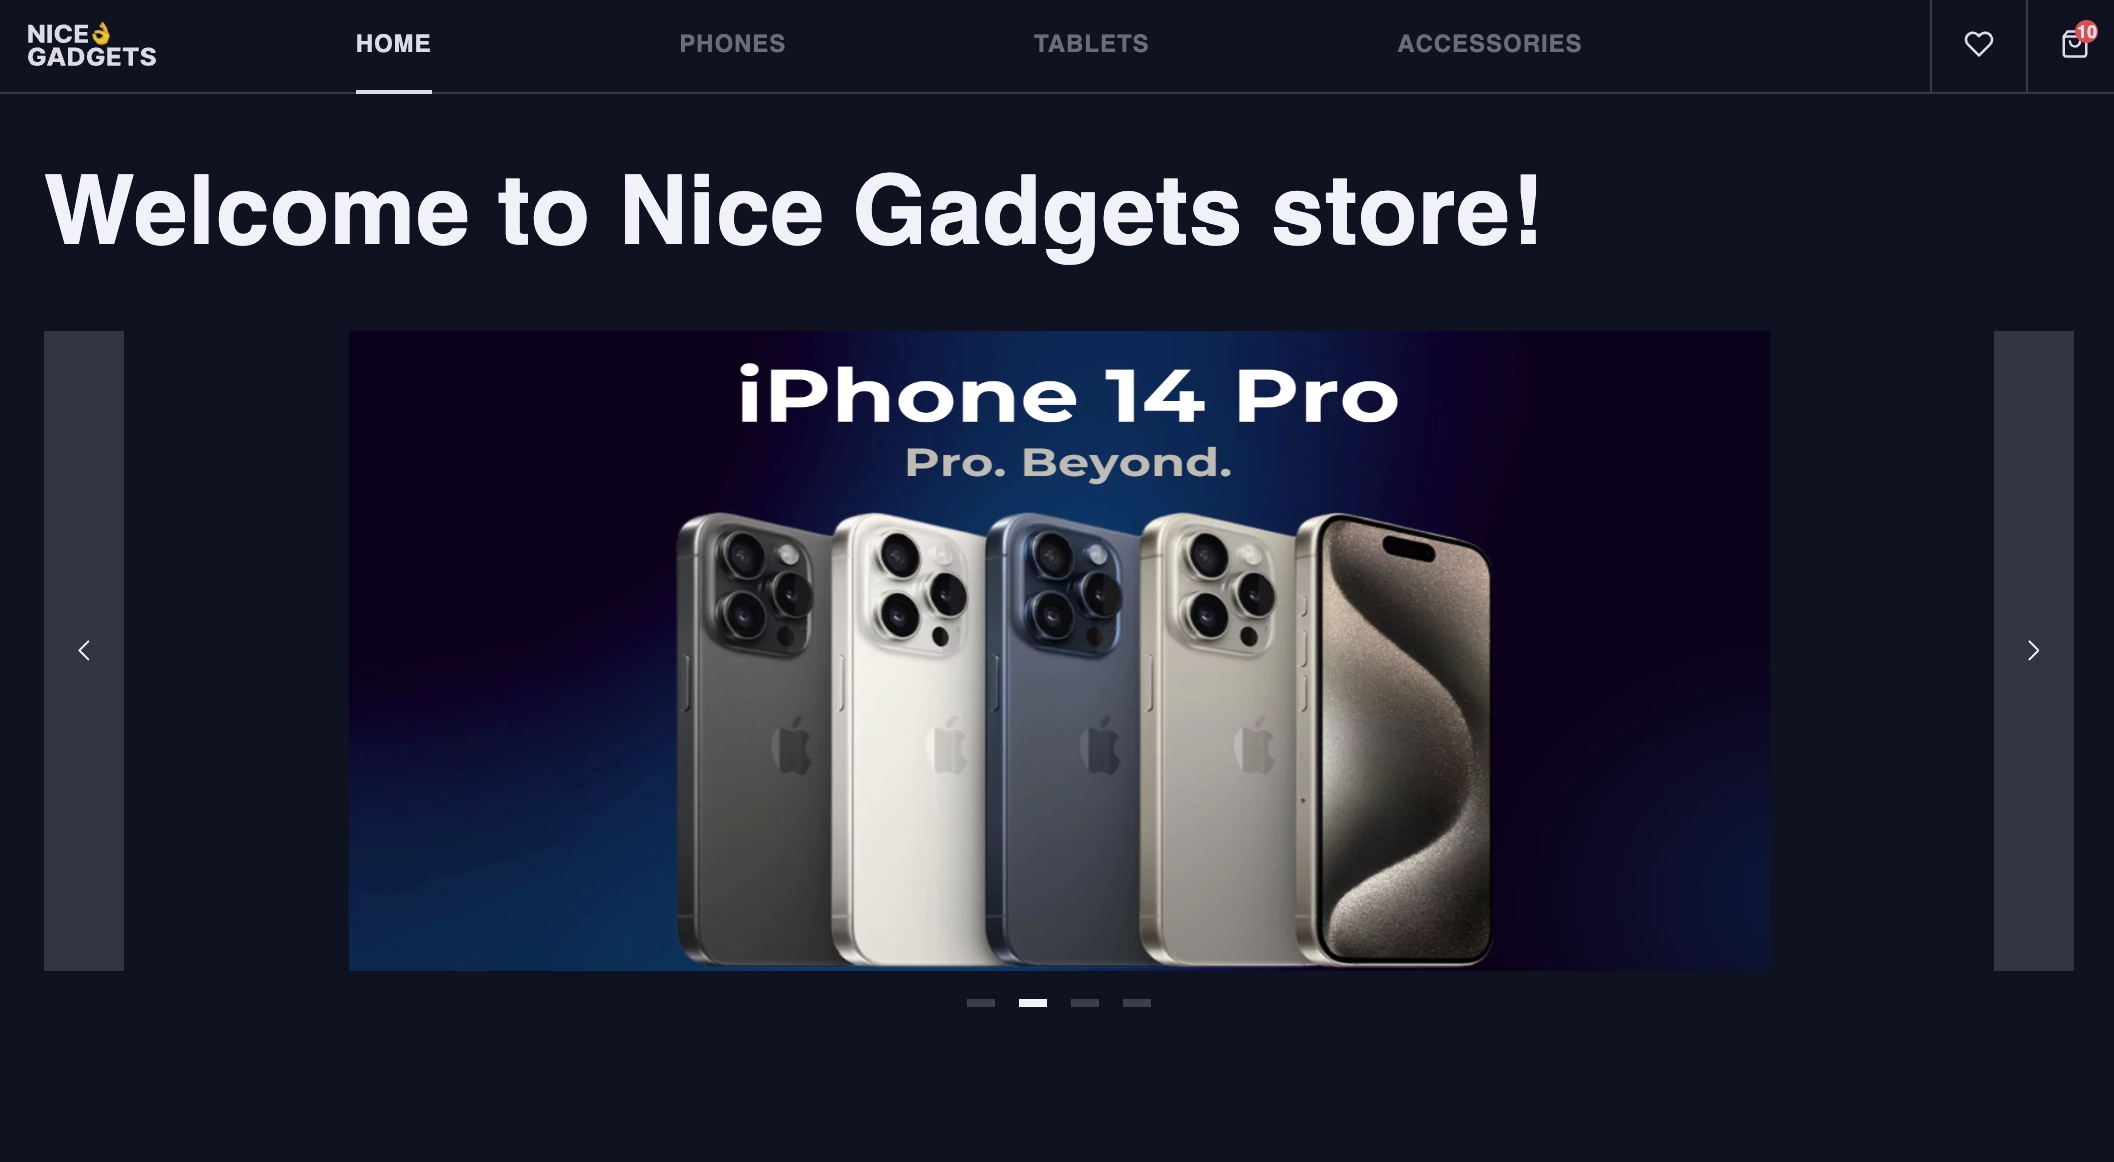 NICE👌
GADGETS
HOME
PHONES
TABLETS
ACCESSORIES
10
Welcome to Nice Gadgets store!
iPhone 14 Pro
Pro. Beyond.